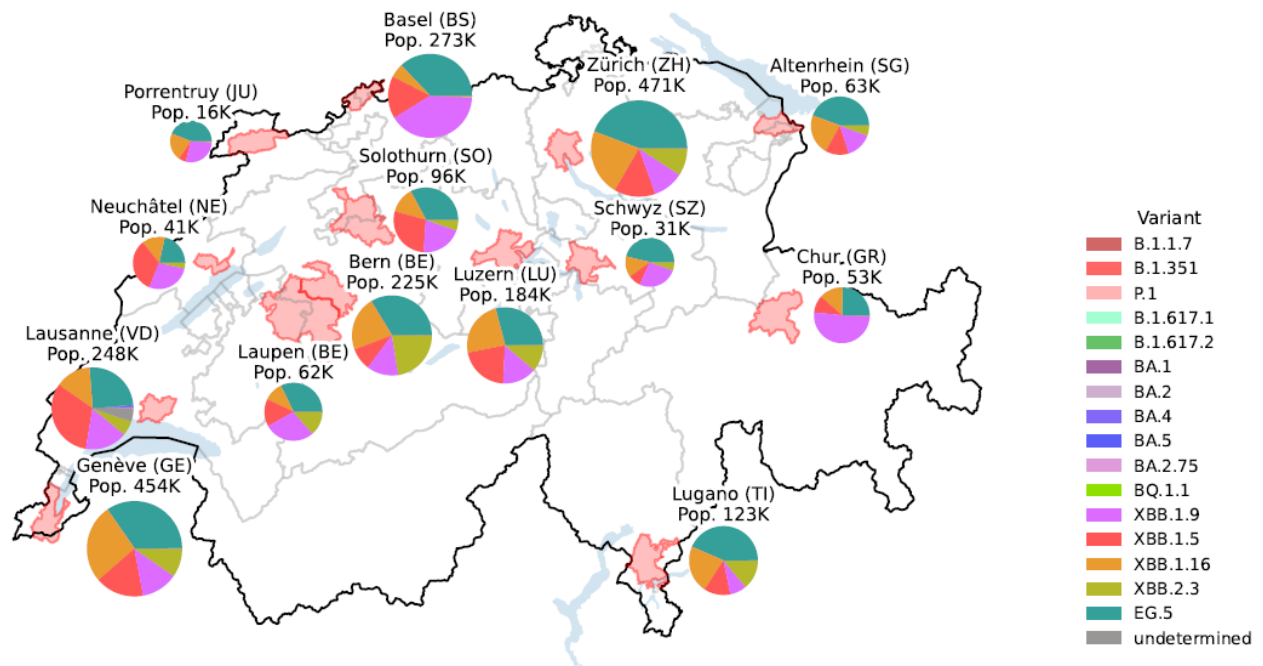 Basel (BS)
Pop. 273K
Zürich (ZH)
Pop. 471K
Altenrhein (SG)
Pop. 63K
Porrentruy (JU)
Pop. 16K
Solothurn (SO)
Pop. 96K
Neuchâtel (NE)
Pop. 41K
Schwyz (SZ)
Pop. 31K
Bern (BE)
Pop. 225K
Luzern (LU)
Pop. 184K
Chur (GR)
Pop. 53K
Lausanne (VD)
Pop. 248K
Laupen (BE)
Pop. 62K
Genève (GE)
Pop. 454K
Lugano (TI)
Pop. 123K
Variant
B.1.1.7
B.1.351
P.1
B.1.617.1
B.1.617.2
BA.1
BA.2
BA.4
BA.5
BA.2.75
BQ.1.1
XBB.1.9
XBB.1.5
XBB.1.16
XBB.2.3
EG.5
undetermined